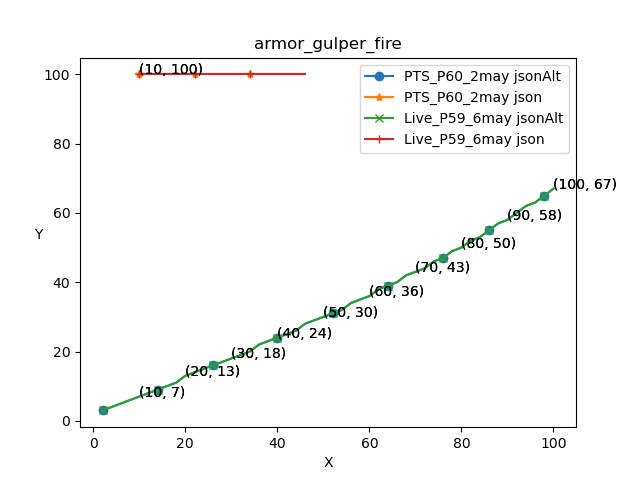 armor_gulper_fire
PTS_P60_2may jsonAlt
PTS_P60_2may json
Live_P59_6may jsonAlt
Live_P59_6may json
(10, 100)
(100, 67)
(90, 58)
(80, 50)
(70, 43)
(60, 36)
(50, 30)
(40, 24)
(30, 18)
(20, 13)
(10, 7)
100
80
60
40
20
0
Y
0 20 40 60 80 100
X